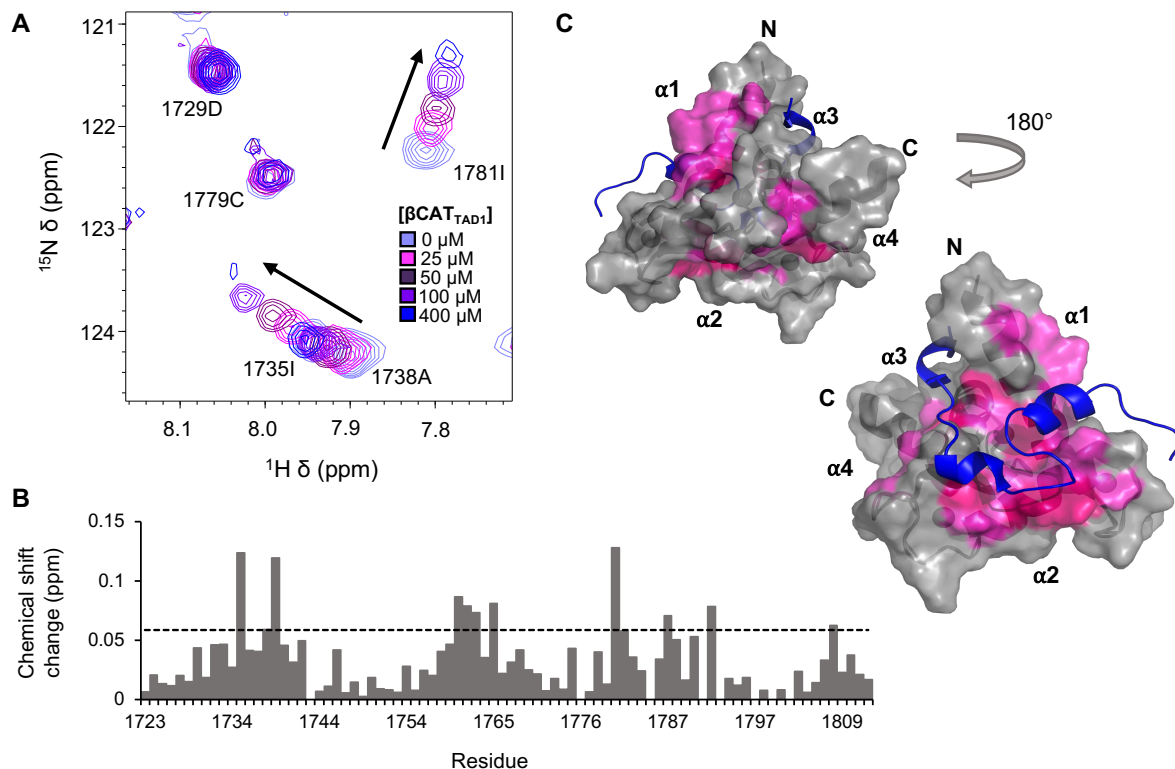 A
121
122
123
124
¹⁵N δ (ppm)
1729D
1779C
1781I
1735I
1738A
[βCAT_TAD1]
0 μM
25 μM
50 μM
100 μM
400 μM
8.1 8.0 7.9 7.8
¹H δ (ppm)
B
0.15
0.1
0.05
0
Chemical shift
change (ppm)
1723 1734 1744 1754 1765 1776 1787 1797 1809
Residue
C
N
α1
α3
C
α4
α2
180°
N
α1
α3
C
α4
α2